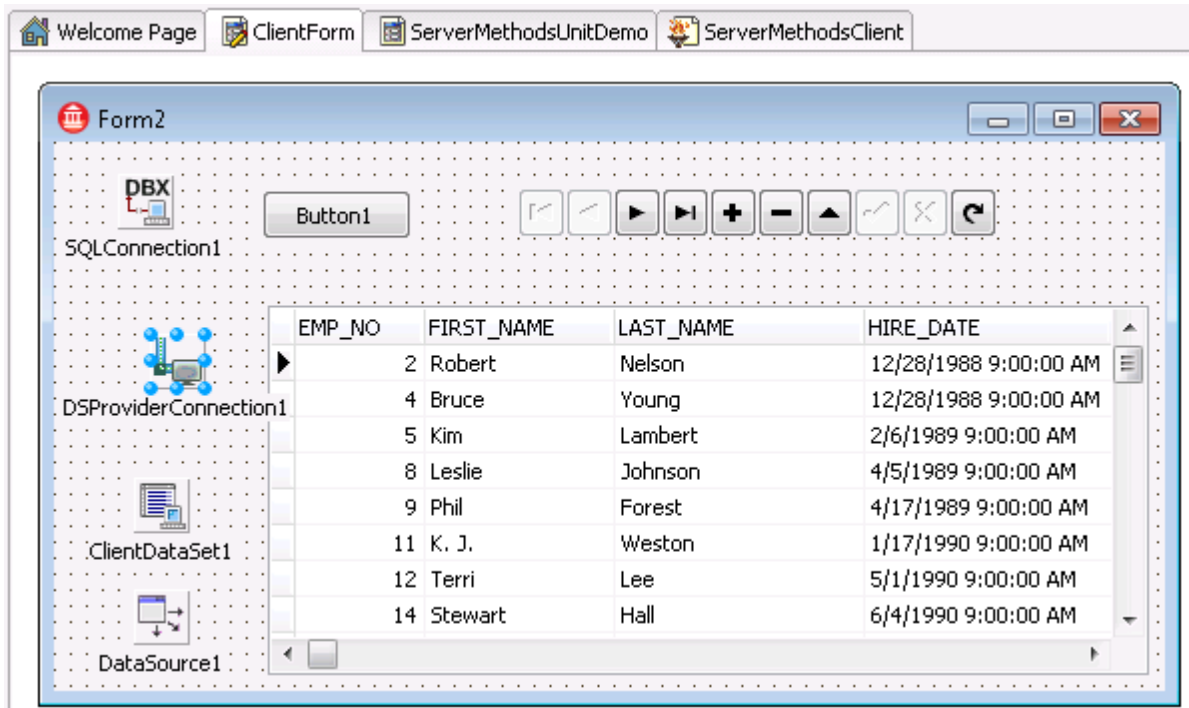 Welcome Page ClientForm ServerMethodsUnitDemo ServerMethodsClient
Form2
DBX
SQLConnection1
Button1
EMP_NO FIRST_NAME LAST_NAME HIRE_DATE
2 Robert Nelson 12/28/1988 9:00:00 AM
DSProviderConnection1
4 Bruce Young 12/28/1988 9:00:00 AM
5 Kim Lambert 2/6/1989 9:00:00 AM
8 Leslie Johnson 4/5/1989 9:00:00 AM
9 Phil Forest 4/17/1989 9:00:00 AM
ClientDataSet1
11 K. J. Weston 1/17/1990 9:00:00 AM
12 Terri Lee 5/1/1990 9:00:00 AM
14 Stewart Hall 6/4/1990 9:00:00 AM
DataSource1